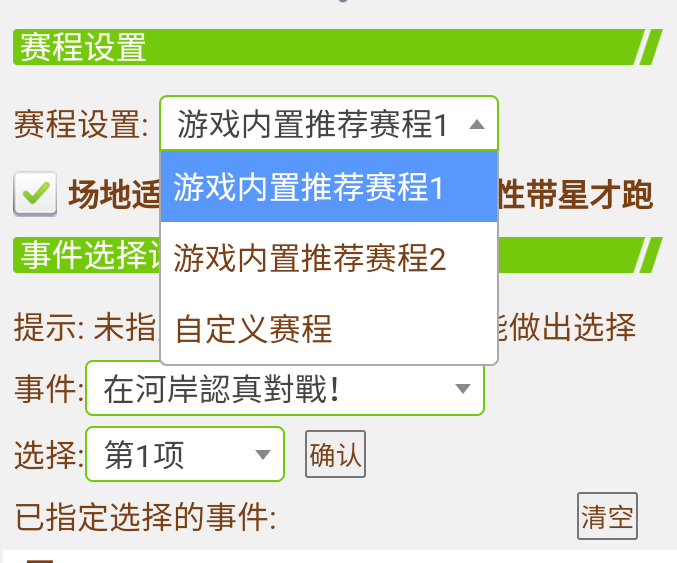 赛程设置
赛程设置: 游戏内置推荐赛程1
游戏内置推荐赛程1
场地适 性带星才跑
游戏内置推荐赛程2
事件选择
自定义赛程
提示: 未指 能做出选择
事件: 在河岸認真對戰!
选择: 第1项 确认
已指定选择的事件: 清空